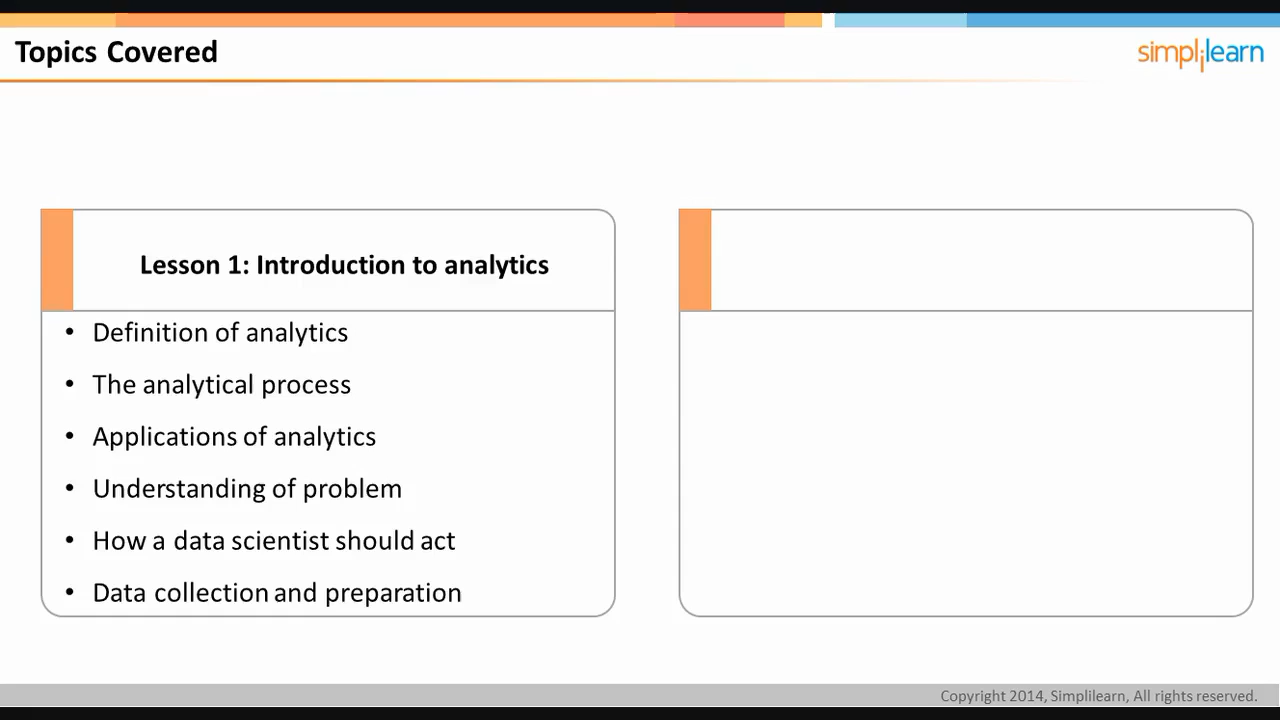 Topics Covered
simplilearn
Lesson 1: Introduction to analytics
• Definition of analytics
• The analytical process
• Applications of analytics
• Understanding of problem
• How a data scientist should act
• Data collection and preparation
Copyright 2014, Simplilearn, All rights reserved.